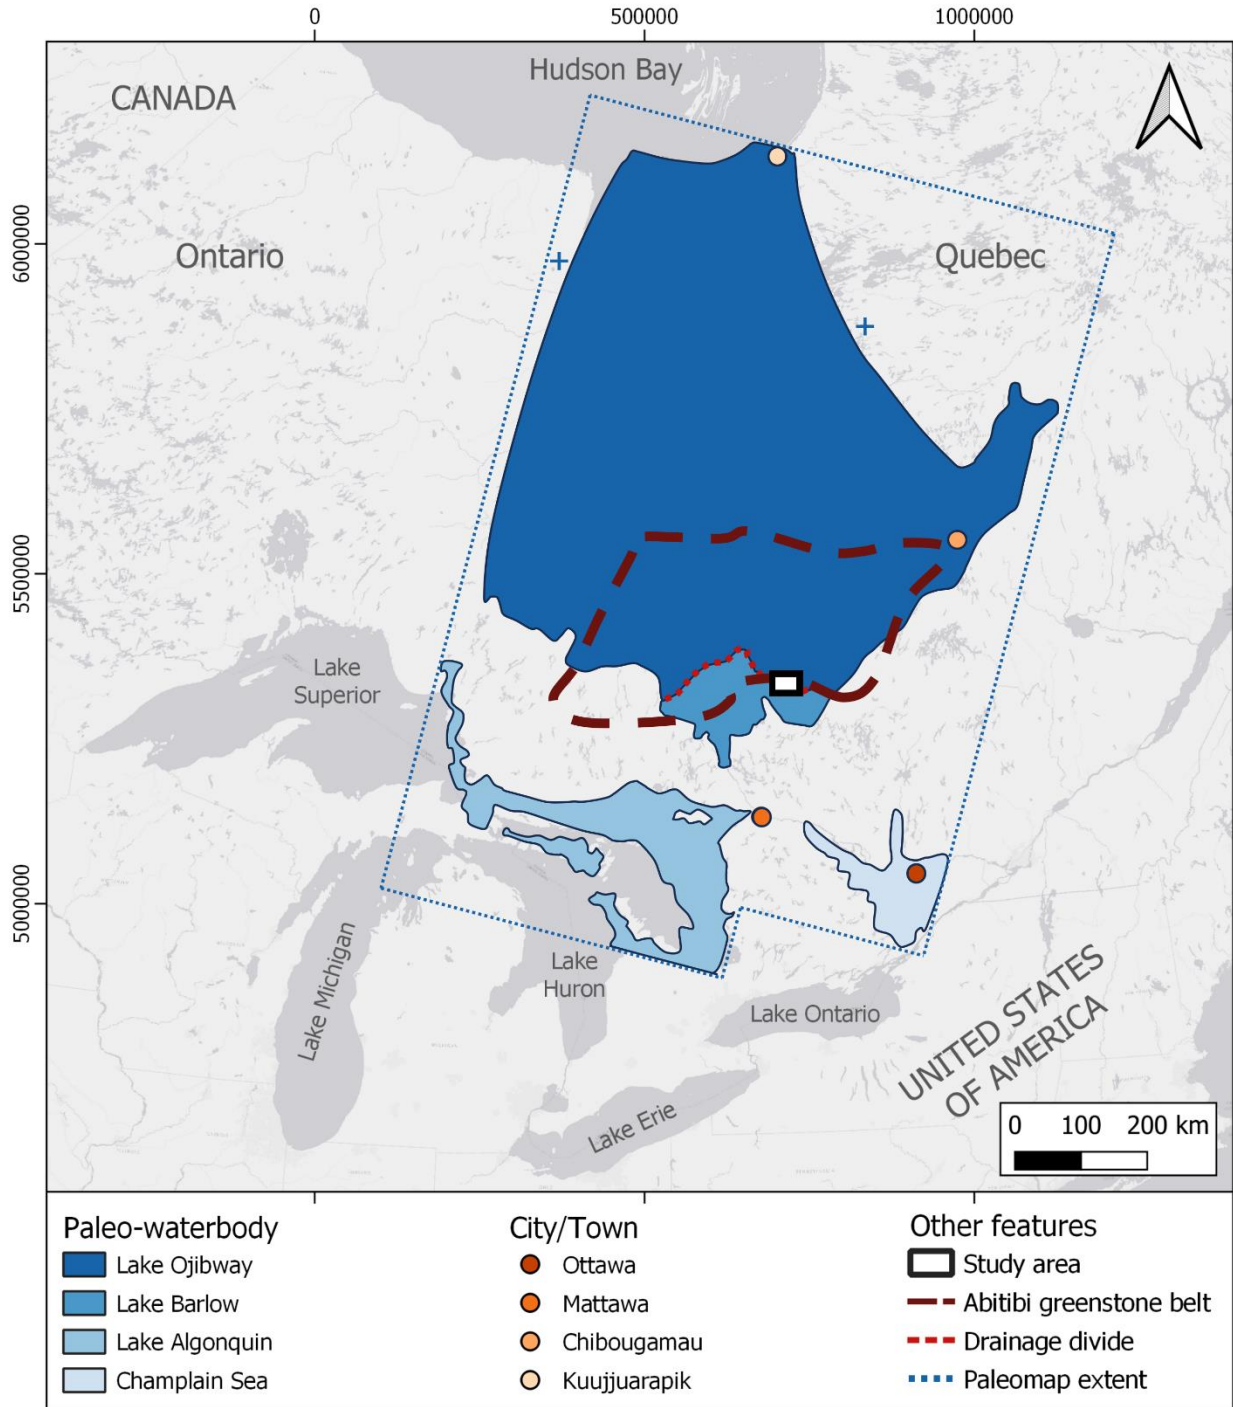 0 500000 1000000
Hudson Bay
CANADA
6000000
Ontario
Quebec
5500000
Lake
Superior
5000000
Lake Michigan
Lake
Huron
Lake Ontario
UNITED STATES
OF AMERICA
Lake Erie
0 100 200 km
Paleo-waterbody
Lake Ojibway
Lake Barlow
Lake Algonquin
Champlain Sea
City/Town
Ottawa
Mattawa
Chibougamau
Kuujjuarapik
Other features
Study area
Abitibi greenstone belt
Drainage divide
Paleomap extent